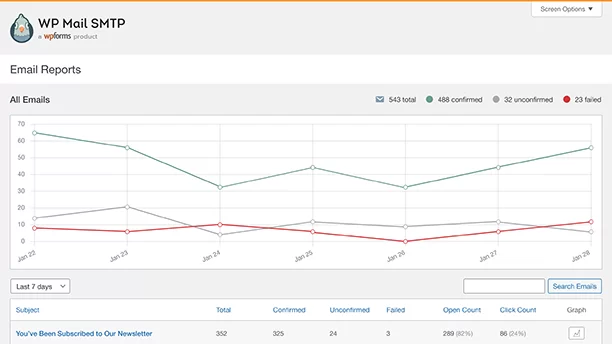 Screen Options ▼
WP Mail SMTP
a wpforms product
Email Reports
All Emails
543 total 488 confirmed 32 unconfirmed 23 failed
70
60
50
40
30
20
10
0
Jan 22 Jan 23 Jan 24 Jan 25 Jan 26 Jan 27 Jan 28
Last 7 days Search Emails
Subject Total Confirmed Unconfirmed Failed Open Count Click Count Graph
You've Been Subscribed to Our Newsletter 352 325 24 3 289 (82%) 86 (24%)